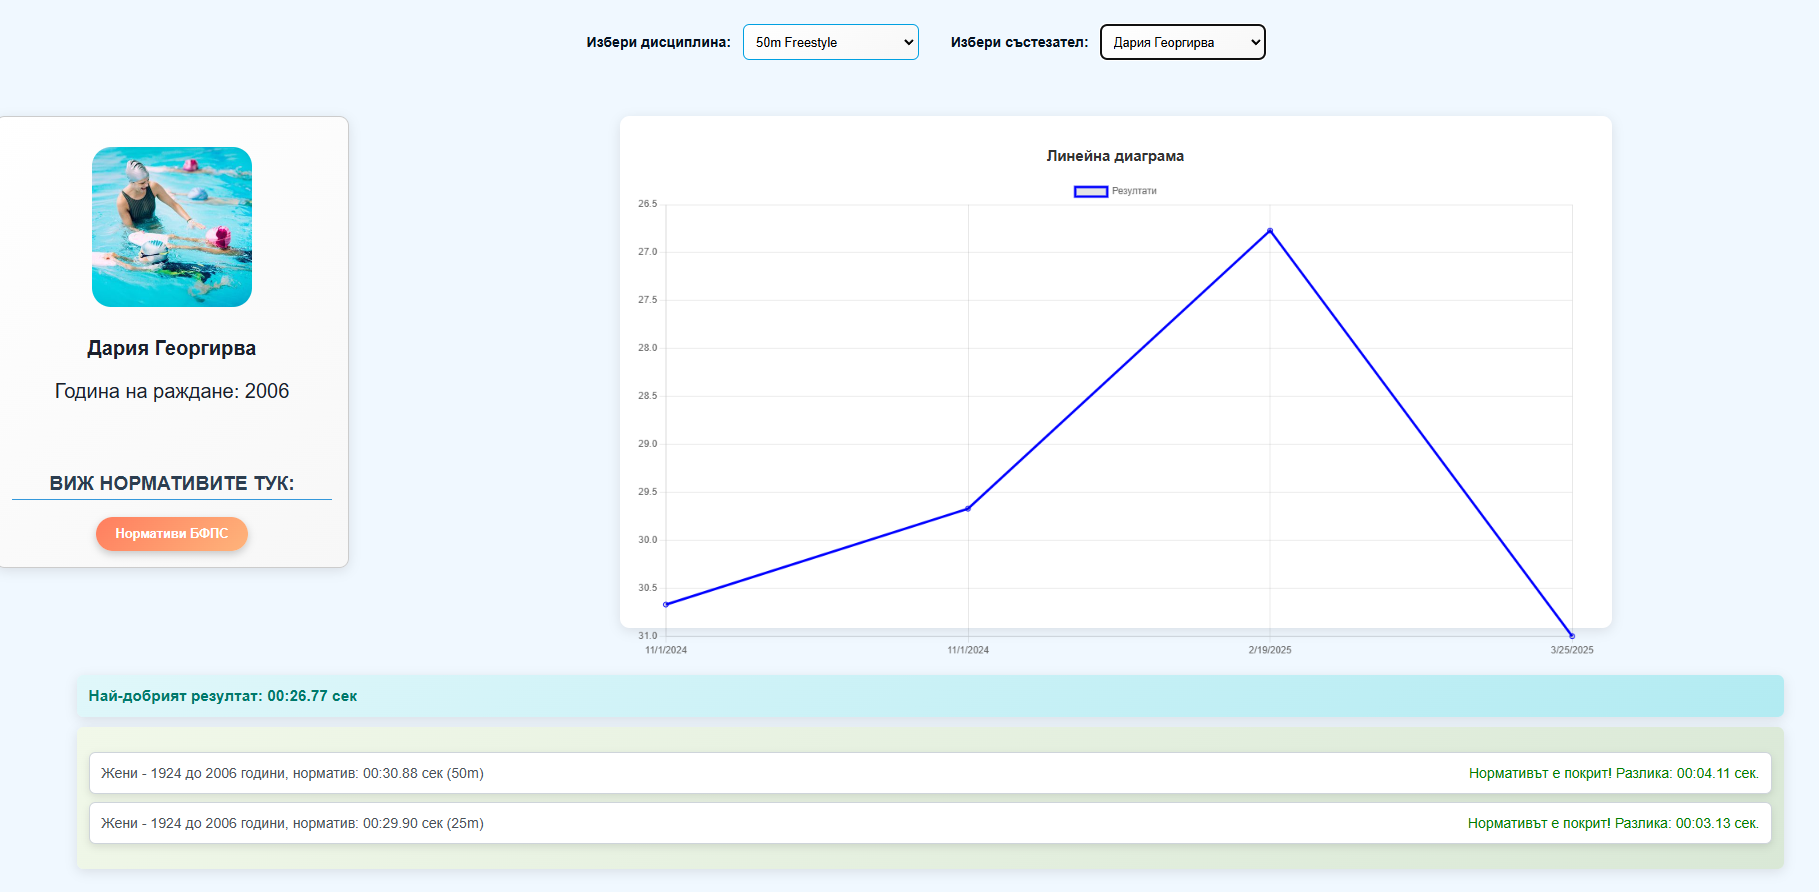 Избери дисциплина: 50m Freestyle Избери състезател: Дария Георгирва
Дария Георгирва
Година на раждане: 2006
ВИЖ НОРМАТИВИТЕ ТУК:
Нормативи БФПС
Линейна диаграма
Резултати
26.5
27.0
27.5
28.0
28.5
29.0
29.5
30.0
30.5
31.0
11/1/2024 11/1/2024 2/19/2025 3/25/2025
Най-добрият резултат: 00:26.77 сек
Жени - 1924 до 2006 години, норматив: 00:30.88 сек (50m) Нормативът е покрит! Разлика: 00:04.11 сек.
Жени - 1924 до 2006 години, норматив: 00:29.90 сек (25m) Нормативът е покрит! Разлика: 00:03.13 сек.